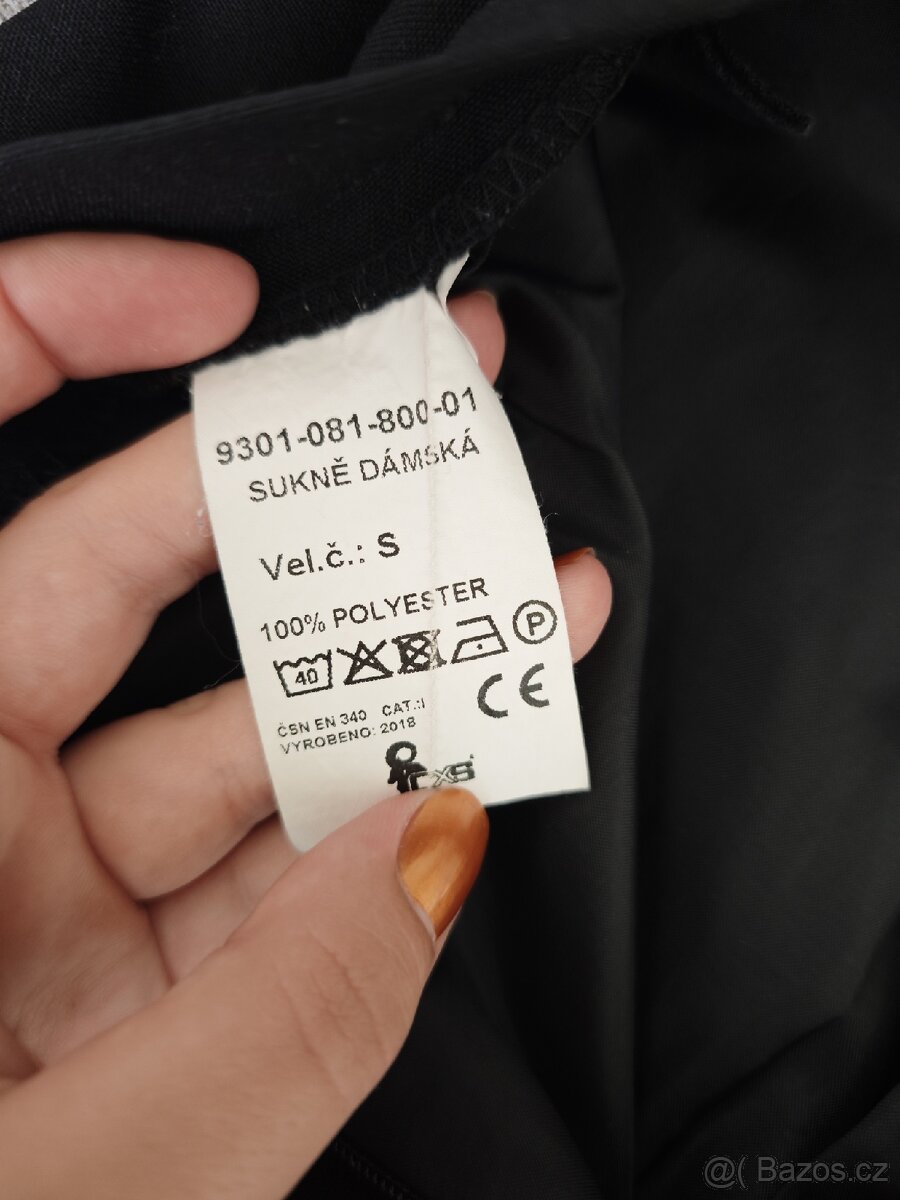 9301-081-800-01
SUKNĚ DÁMSKÁ
Vel.č.: S
100% POLYESTER
40 P
ČSN EN 340 CAT.:I
VYROBENO: 2018
CE
CXS
@( Bazos.cz